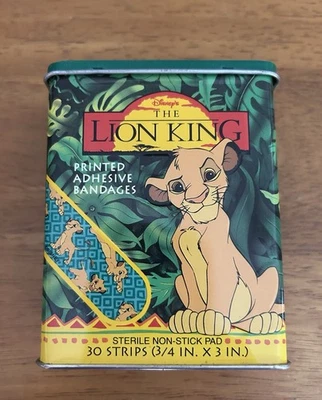 Disney's
THE
LION KING
PRINTED
ADHESIVE
BANDAGES
STERILE NON-STICK PAD
30 STRIPS (3/4 IN. X 3 IN.)